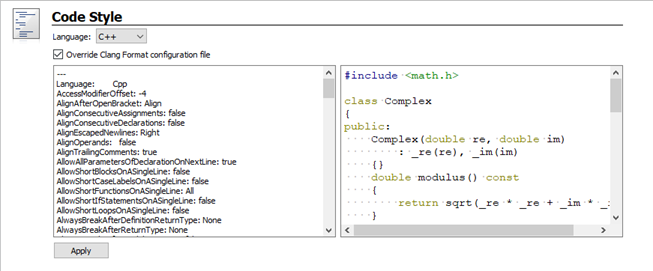 Code Style
Language: C++
Override Clang Format configuration file
---
Language: Cpp
AccessModifierOffset: -4
AlignAfterOpenBracket: Align
AlignConsecutiveAssignments: false
AlignConsecutiveDeclarations: false
AlignEscapedNewlines: Right
AlignOperands: false
AlignTrailingComments: true
AllowAllParametersOfDeclarationOnNextLine: true
AllowShortBlocksOnASingleLine: false
AllowShortCaseLabelsOnASingleLine: false
AllowShortFunctionsOnASingleLine: All
AllowShortIfStatementsOnASingleLine: false
AllowShortLoopsOnASingleLine: false
AlwaysBreakAfterDefinitionReturnType: None
AlwaysBreakAfterReturnType: None
#include <math.h>
class Complex
{
public:
Complex(double re, double im)
: _re(re), _im(im)
{}
double modulus() const
{
return sqrt(_re * _re + _im *
}
Apply